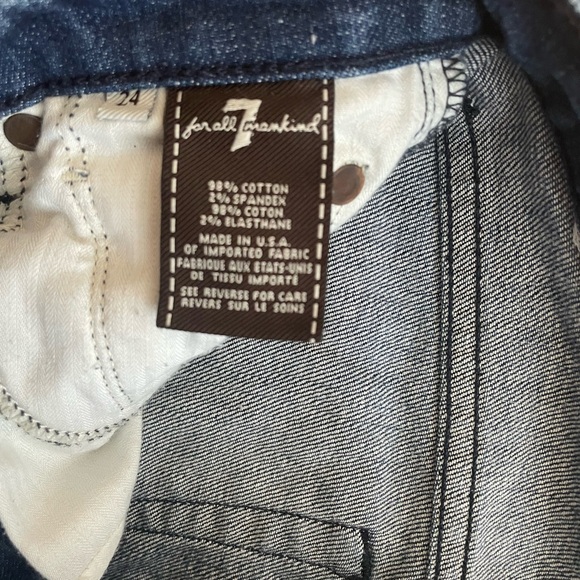 24
7
for all mankind
98% COTTON
2% SPANDEX
98% COTON
2% ELASTHANE
MADE IN U.S.A.
OF IMPORTED FABRIC
FABRIQUE AUX ETATS-UNIS
DE TISSU IMPORTÉ
SEE REVERSE FOR CARE
REVERS SUR LE SOINS